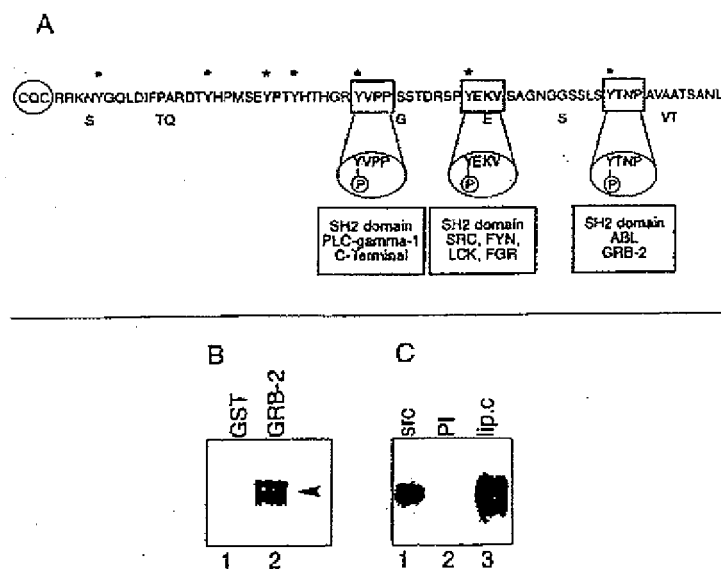 A
* * * * * * *
CQC RRKNYGQLDIFPARDTYHPMSEYPTYHTHGR YVPP SSTDRSP YEKV SAGNGGSSLS YTNP AVAATSANL
S TQ G E S VT
YVPP YEKV YTNP
P P P
SH2 domain
PLC-gamma-1
C-Terminal
SH2 domain
SRC, FYN,
LCK, FGR
SH2 domain
ABL
GRB-2
B
GST
GRB-2
1 2
C
src
PI
lip.c
1 2 3